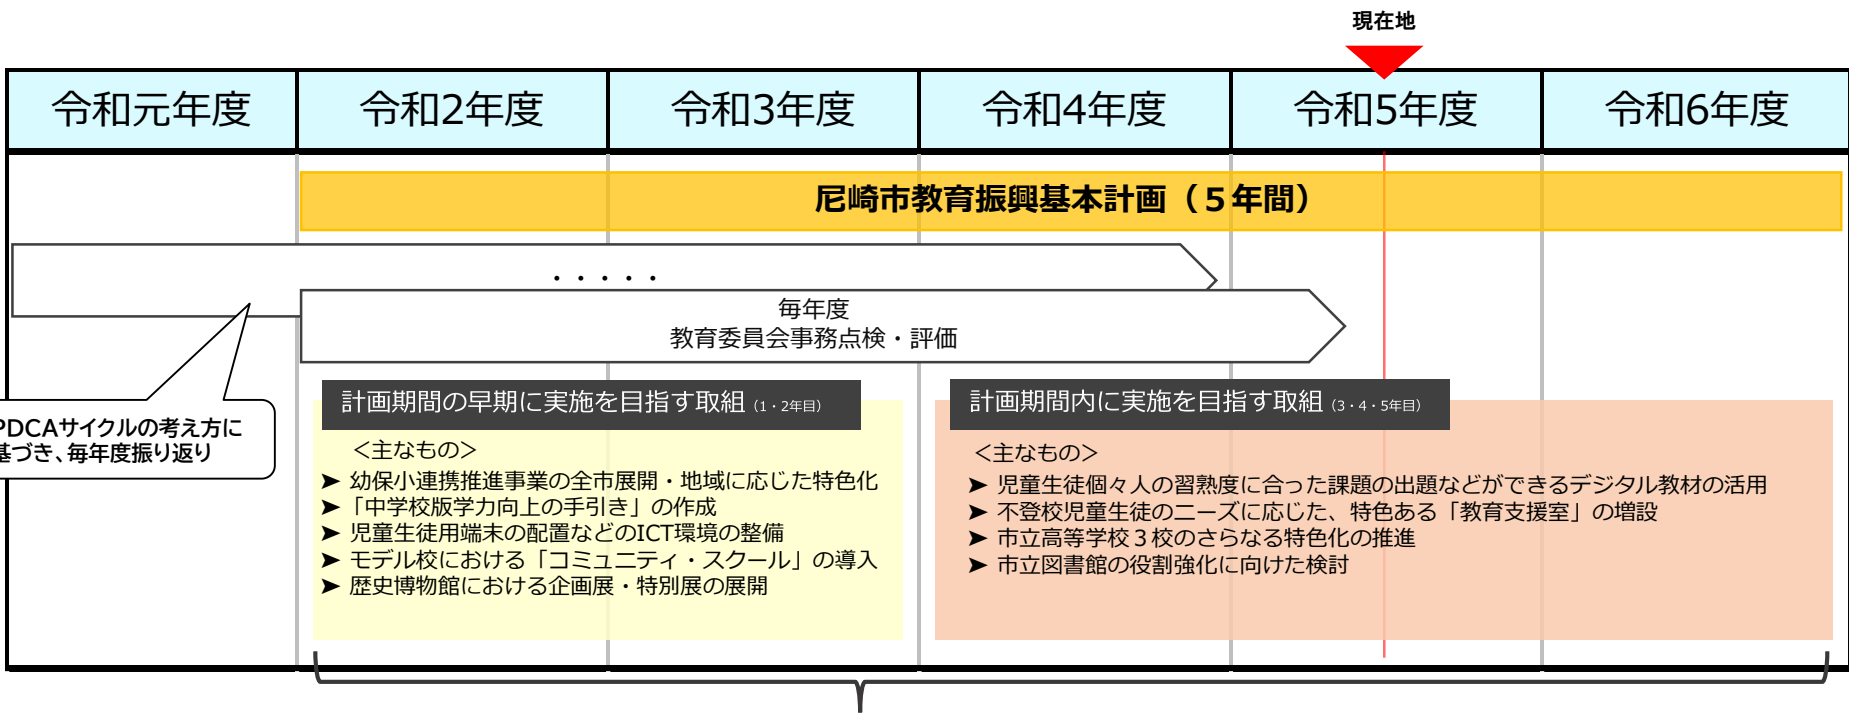 現在地
令和元年度
令和2年度
令和3年度
令和4年度
令和5年度
令和6年度
尼崎市教育振興基本計画（５年間）
・・・・・
毎年度
教育委員会事務点検・評価
PDCAサイクルの考え方に
基づき、毎年度振り返り
計画期間の早期に実施を目指す取組（1・2年目）
＜主なもの＞
➤ 幼保小連携推進事業の全市展開・地域に応じた特色化
➤ 「中学校版学力向上の手引き」の作成
➤ 児童生徒用端末の配置などのICT環境の整備
➤ モデル校における「コミュニティ・スクール」の導入
➤ 歴史博物館における企画展・特別展の展開
計画期間内に実施を目指す取組（3・4・5年目）
＜主なもの＞
➤ 児童生徒個々人の習熟度に合った課題の出題などができるデジタル教材の活用
➤ 不登校児童生徒のニーズに応じた、特色ある「教育支援室」の増設
➤ 市立高等学校３校のさらなる特色化の推進
➤ 市立図書館の役割強化に向けた検討